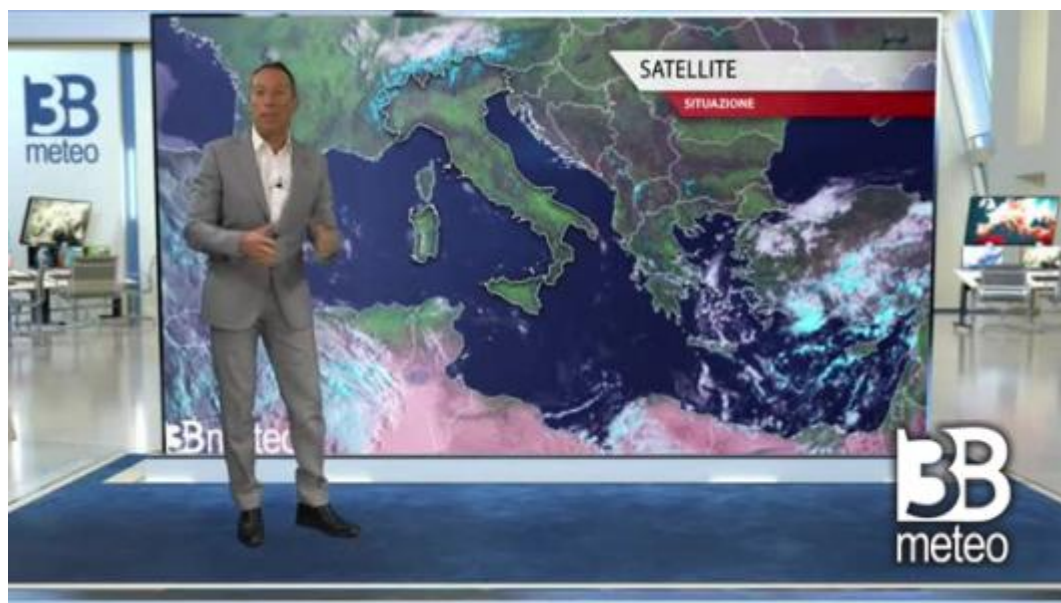 3B
meteo
SATELLITE
SITUAZIONE
3Bmeteo
3B
meteo